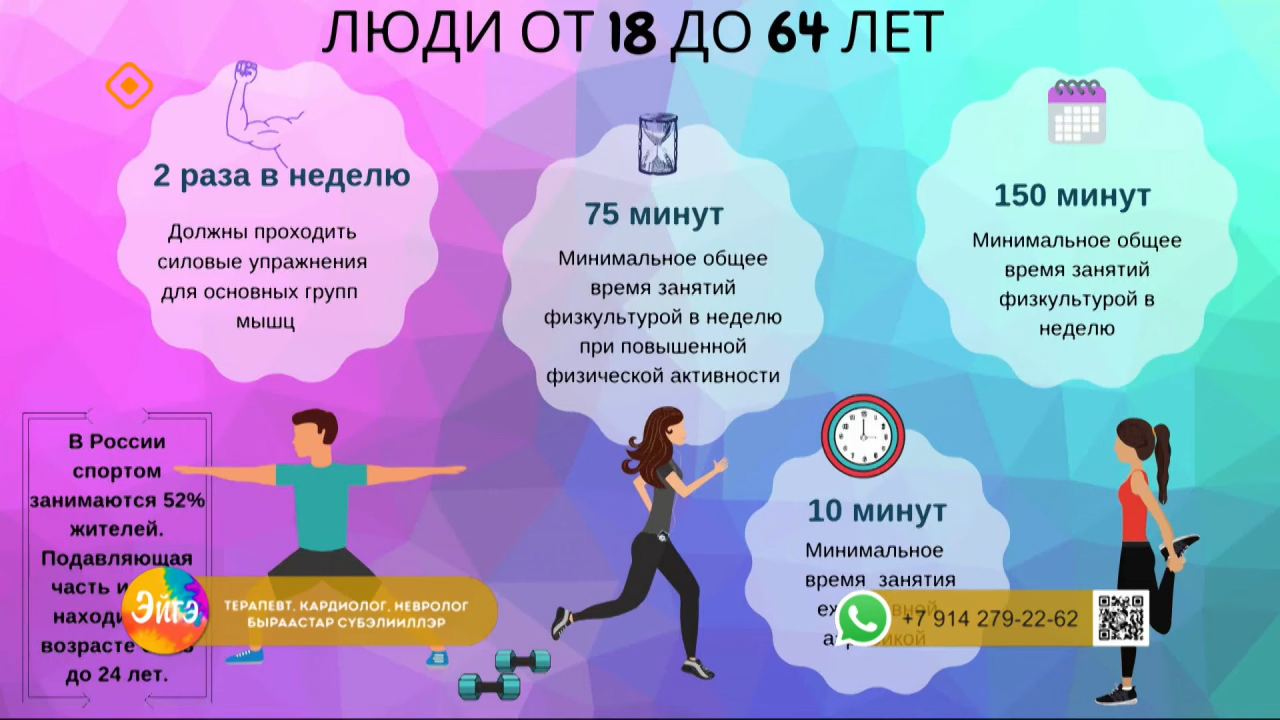 ЛЮДИ ОТ 18 ДО 64 ЛЕТ
2 раза в неделю
Должны проходить
силовые упражнения
для основных групп
мышц
75 минут
Минимальное общее
время занятий
физкультурой в неделю
при повышенной
физической активности
150 минут
Минимальное общее
время занятий
физкультурой в
неделю
В России
спортом
занимаются 52%
жителей.
Подавляющая
часть
возрасте
до 24 лет.
10 минут
Минимальное
время занятия
Эйгэ
ТЕРАПЕВТ, КАРДИОЛОГ, НЕВРОЛОГ
БЫРААСТАР СҮБЭЛИИЛЛЭР
+7 914 279-22-62